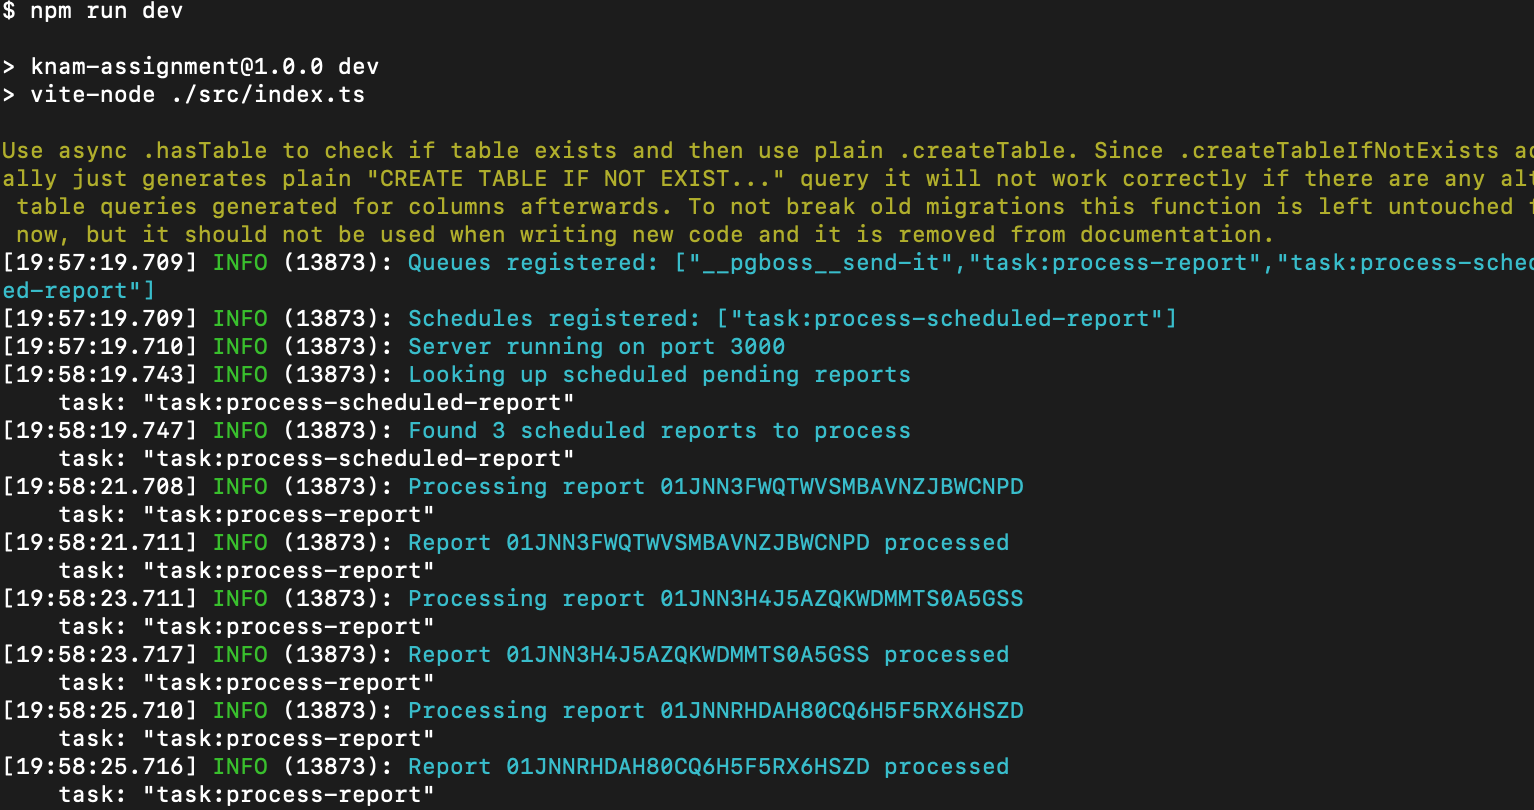 $ npm run dev

> knam-assignment@1.0.0 dev
> vite-node ./src/index.ts

Use async .hasTable to check if table exists and then use plain .createTable. Since .createTableIfNotExists
ally just generates plain "CREATE TABLE IF NOT EXIST..." query it will not work correctly if there are any
table queries generated for columns afterwards. To not break old migrations this function is left untouched
now, but it should not be used when writing new code and it is removed from documentation.
[19:57:19.709] INFO (13873): Queues registered: ["__pgboss__send-it","task:process-report","task:process-sched
ed-report"]
[19:57:19.709] INFO (13873): Schedules registered: ["task:process-scheduled-report"]
[19:57:19.710] INFO (13873): Server running on port 3000
[19:58:19.743] INFO (13873): Looking up scheduled pending reports
    task: "task:process-scheduled-report"
[19:58:19.747] INFO (13873): Found 3 scheduled reports to process
    task: "task:process-scheduled-report"
[19:58:21.708] INFO (13873): Processing report 01JNN3FWQTWVSMBAVNZJBWCNPD
    task: "task:process-report"
[19:58:21.711] INFO (13873): Report 01JNN3FWQTWVSMBAVNZJBWCNPD processed
    task: "task:process-report"
[19:58:23.711] INFO (13873): Processing report 01JNN3H4J5AZQKWDMMTS0A5GSS
    task: "task:process-report"
[19:58:23.717] INFO (13873): Report 01JNN3H4J5AZQKWDMMTS0A5GSS processed
    task: "task:process-report"
[19:58:25.710] INFO (13873): Processing report 01JNNRHDAH80CQ6H5F5RX6HSZD
    task: "task:process-report"
[19:58:25.716] INFO (13873): Report 01JNNRHDAH80CQ6H5F5RX6HSZD processed
    task: "task:process-report"